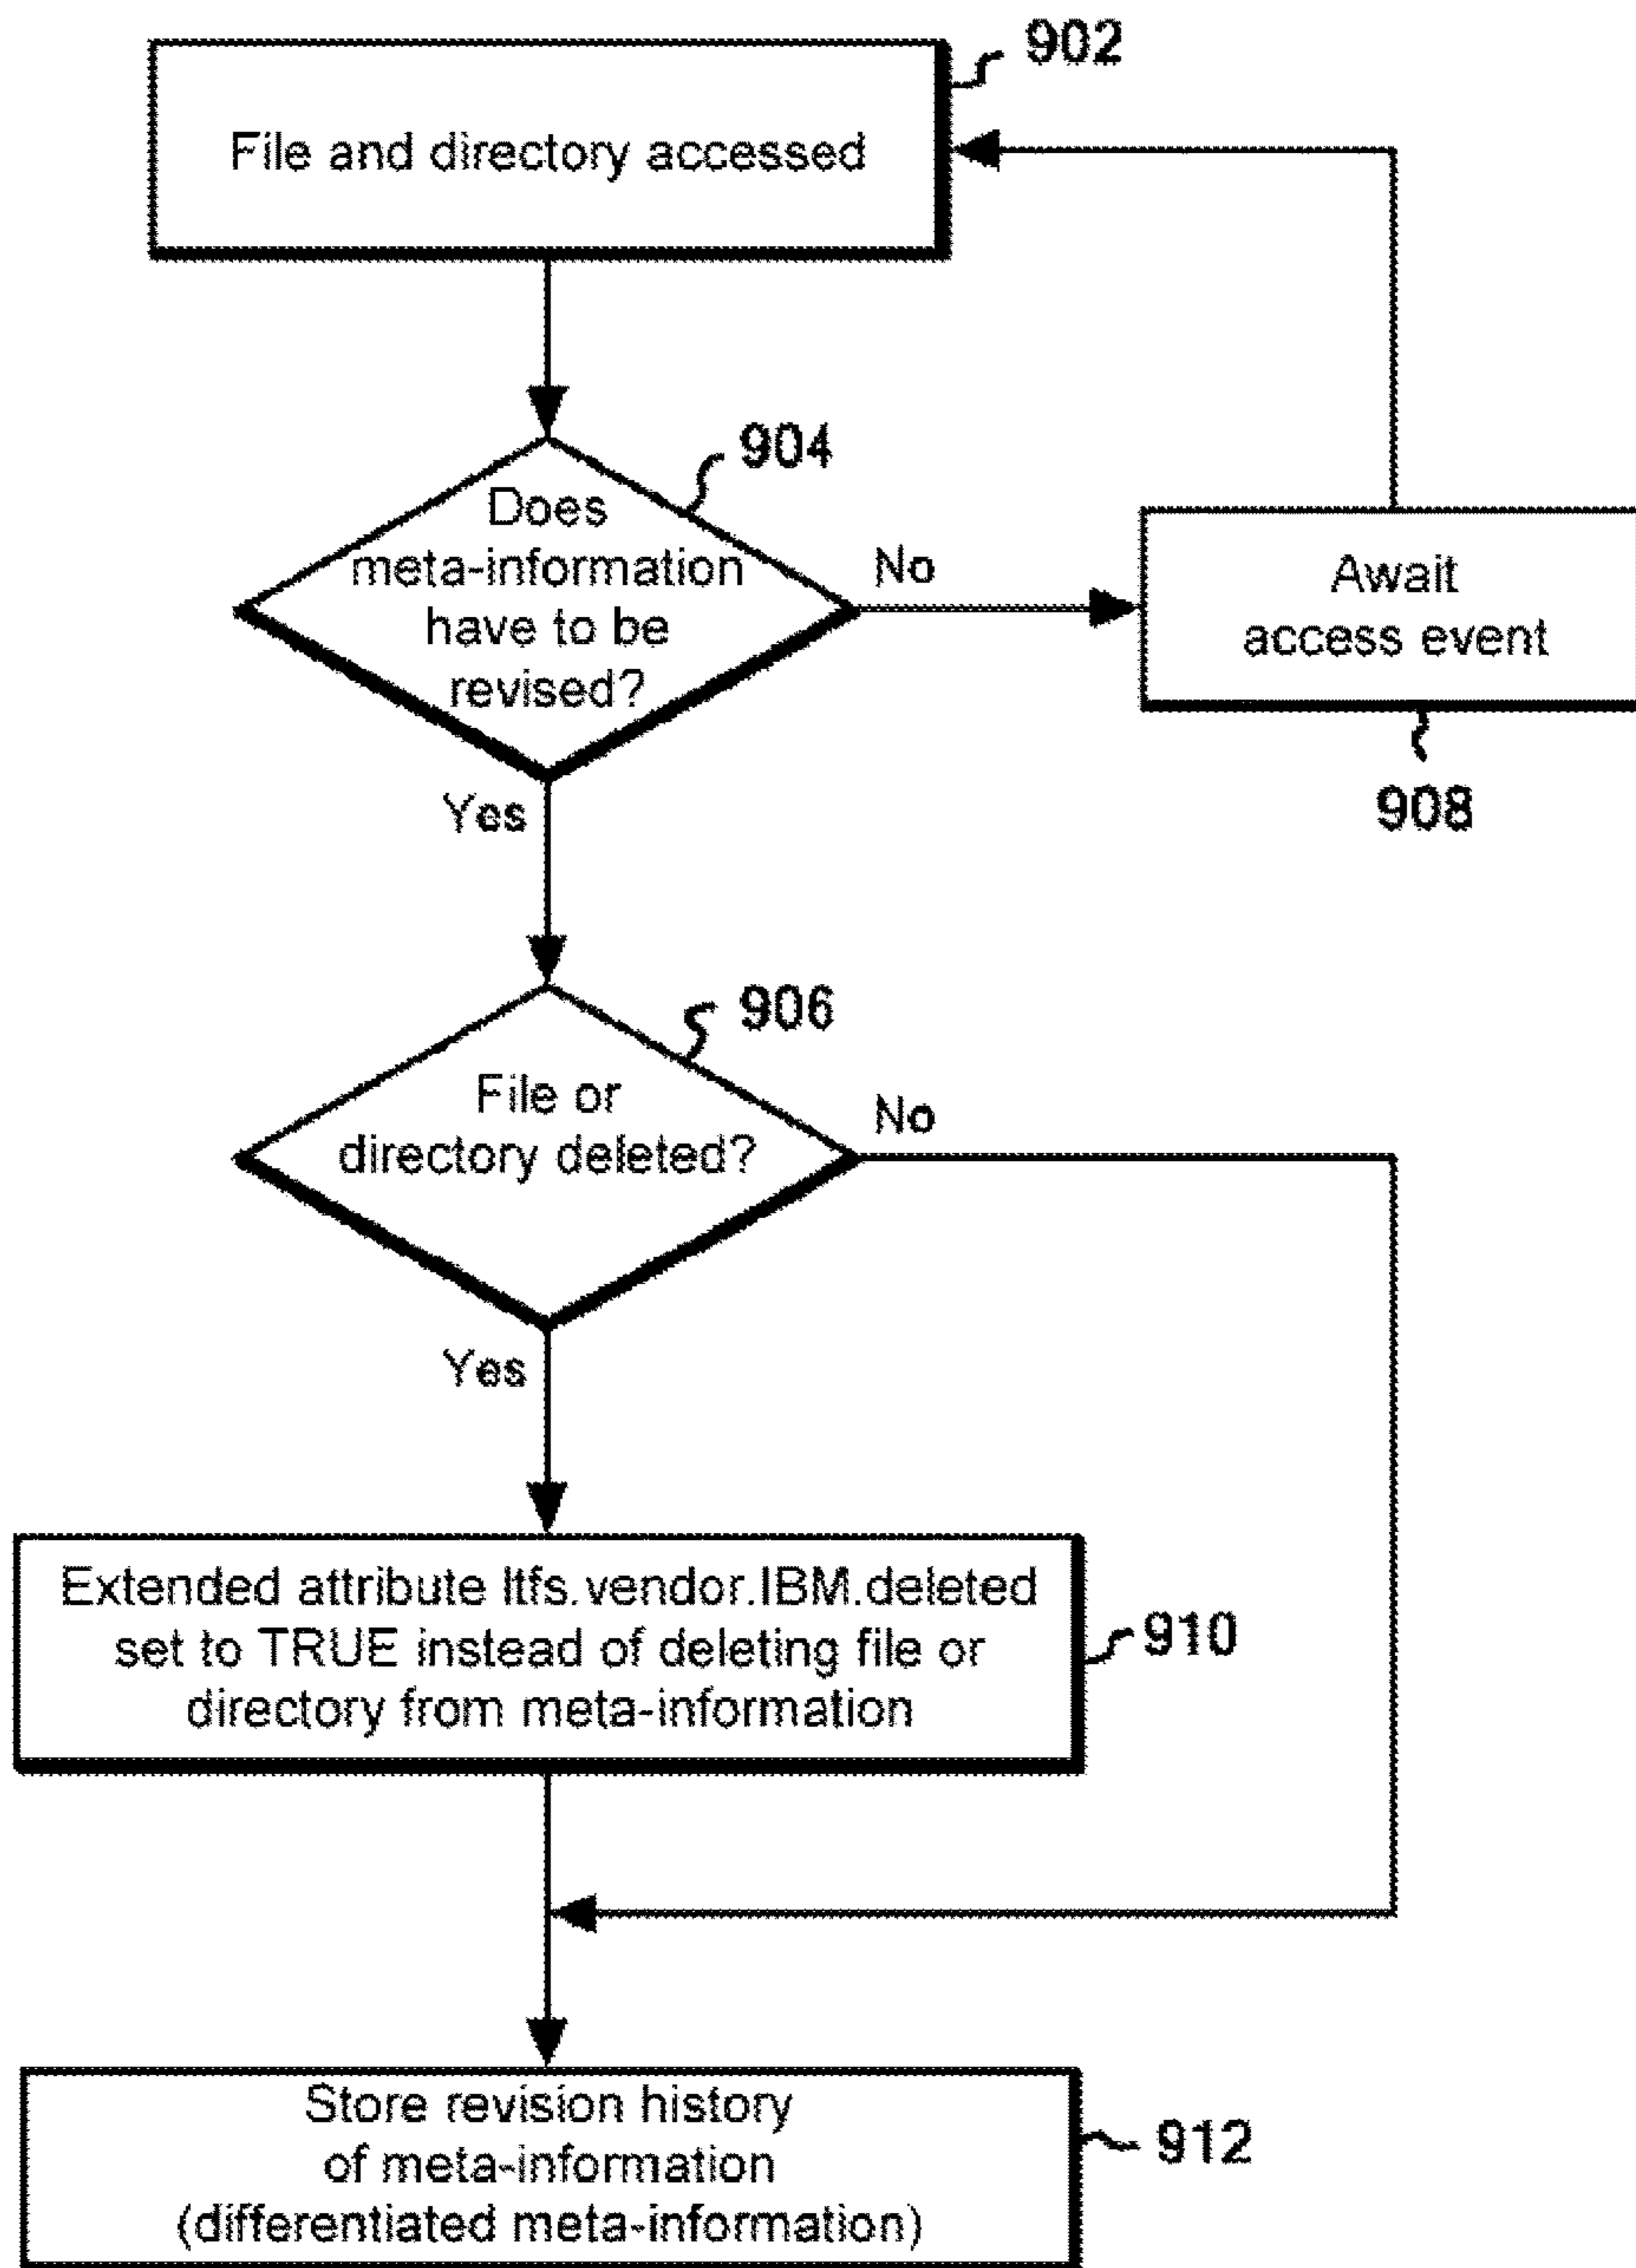 902
File and directory accessed
904
Does
meta-information
have to be
revised?
No
Await
access event
908
Yes
906
File or
directory deleted?
No
Yes
Extended attribute ltfs.vendor.IBM.deleted
set to TRUE instead of deleting file or
directory from meta-information
910
Store revision history
of meta-information
(differentiated meta-information)
912